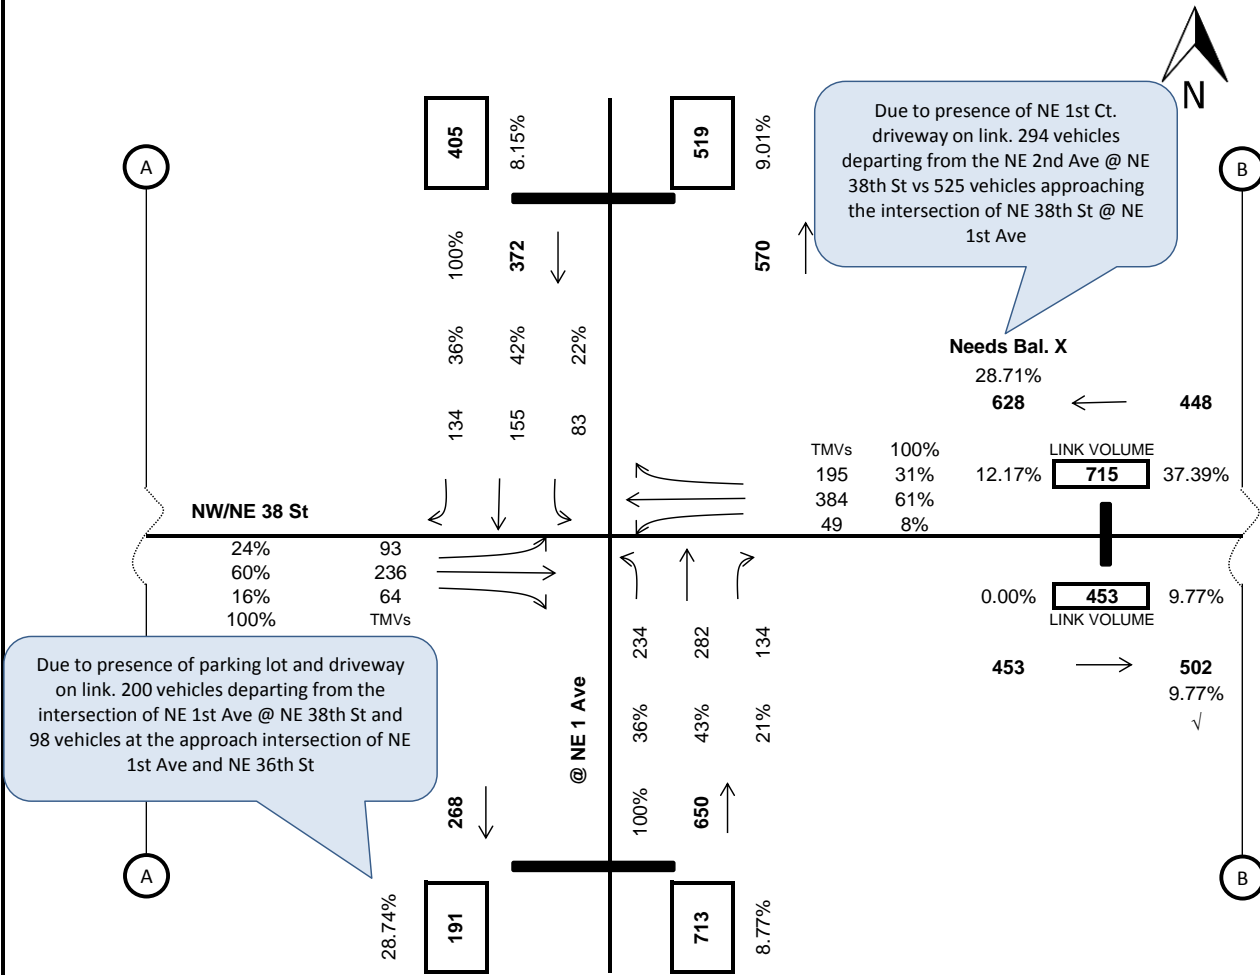 N
A
B
405
8.15%
519
9.01%
Due to presence of NE 1st Ct.
driveway on link. 294 vehicles
departing from the NE 2nd Ave @ NE
38th St vs 525 vehicles approaching
the intersection of NE 38th St @ NE
1st Ave
100%
372
570
36%
42%
22%
Needs Bal. X
28.71%
628
448
134
155
83
TMVs 100%
195 31%
384 61%
49 8%
LINK VOLUME
12.17% 715 37.39%
NW/NE 38 St
24% 93
60% 236
16% 64
100% TMVs
0.00% 453 9.77%
LINK VOLUME
453 502
9.77%
√
234
282
134
Due to presence of parking lot and driveway
on link. 200 vehicles departing from the
intersection of NE 1st Ave @ NE 38th St and
98 vehicles at the approach intersection of NE
1st Ave and NE 36th St
@ NE 1 Ave
36%
43%
21%
268
100%
650
A
B
28.74%
191
713
8.77%